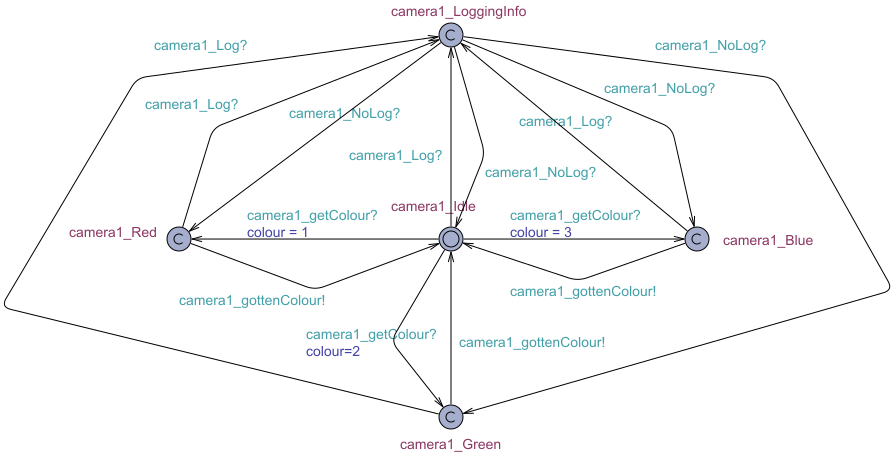 camera1_LoggingInfo
camera1_Log?
camera1_NoLog?
camera1_NoLog?
camera1_Log?
camera1_NoLog?
camera1_Log?
camera1_Log?
camera1_NoLog?
camera1_Idle
camera1_getColour?
colour = 1
camera1_getColour?
colour = 3
camera1_Red
camera1_Blue
C
C
C
C
camera1_gottenColour!
camera1_gottenColour!
camera1_getColour?
colour=2
camera1_gottenColour!
camera1_Green